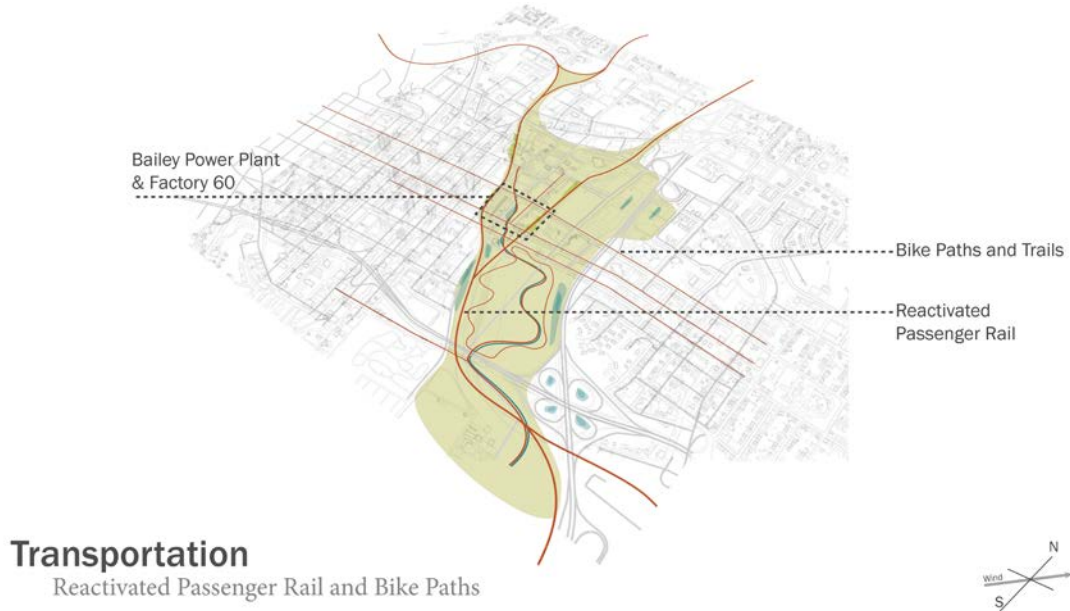 Bailey Power Plant
& Factory 60
Bike Paths and Trails
Reactivated
Passenger Rail
Transportation
Reactivated Passenger Rail and Bike Paths
N
Wind
S